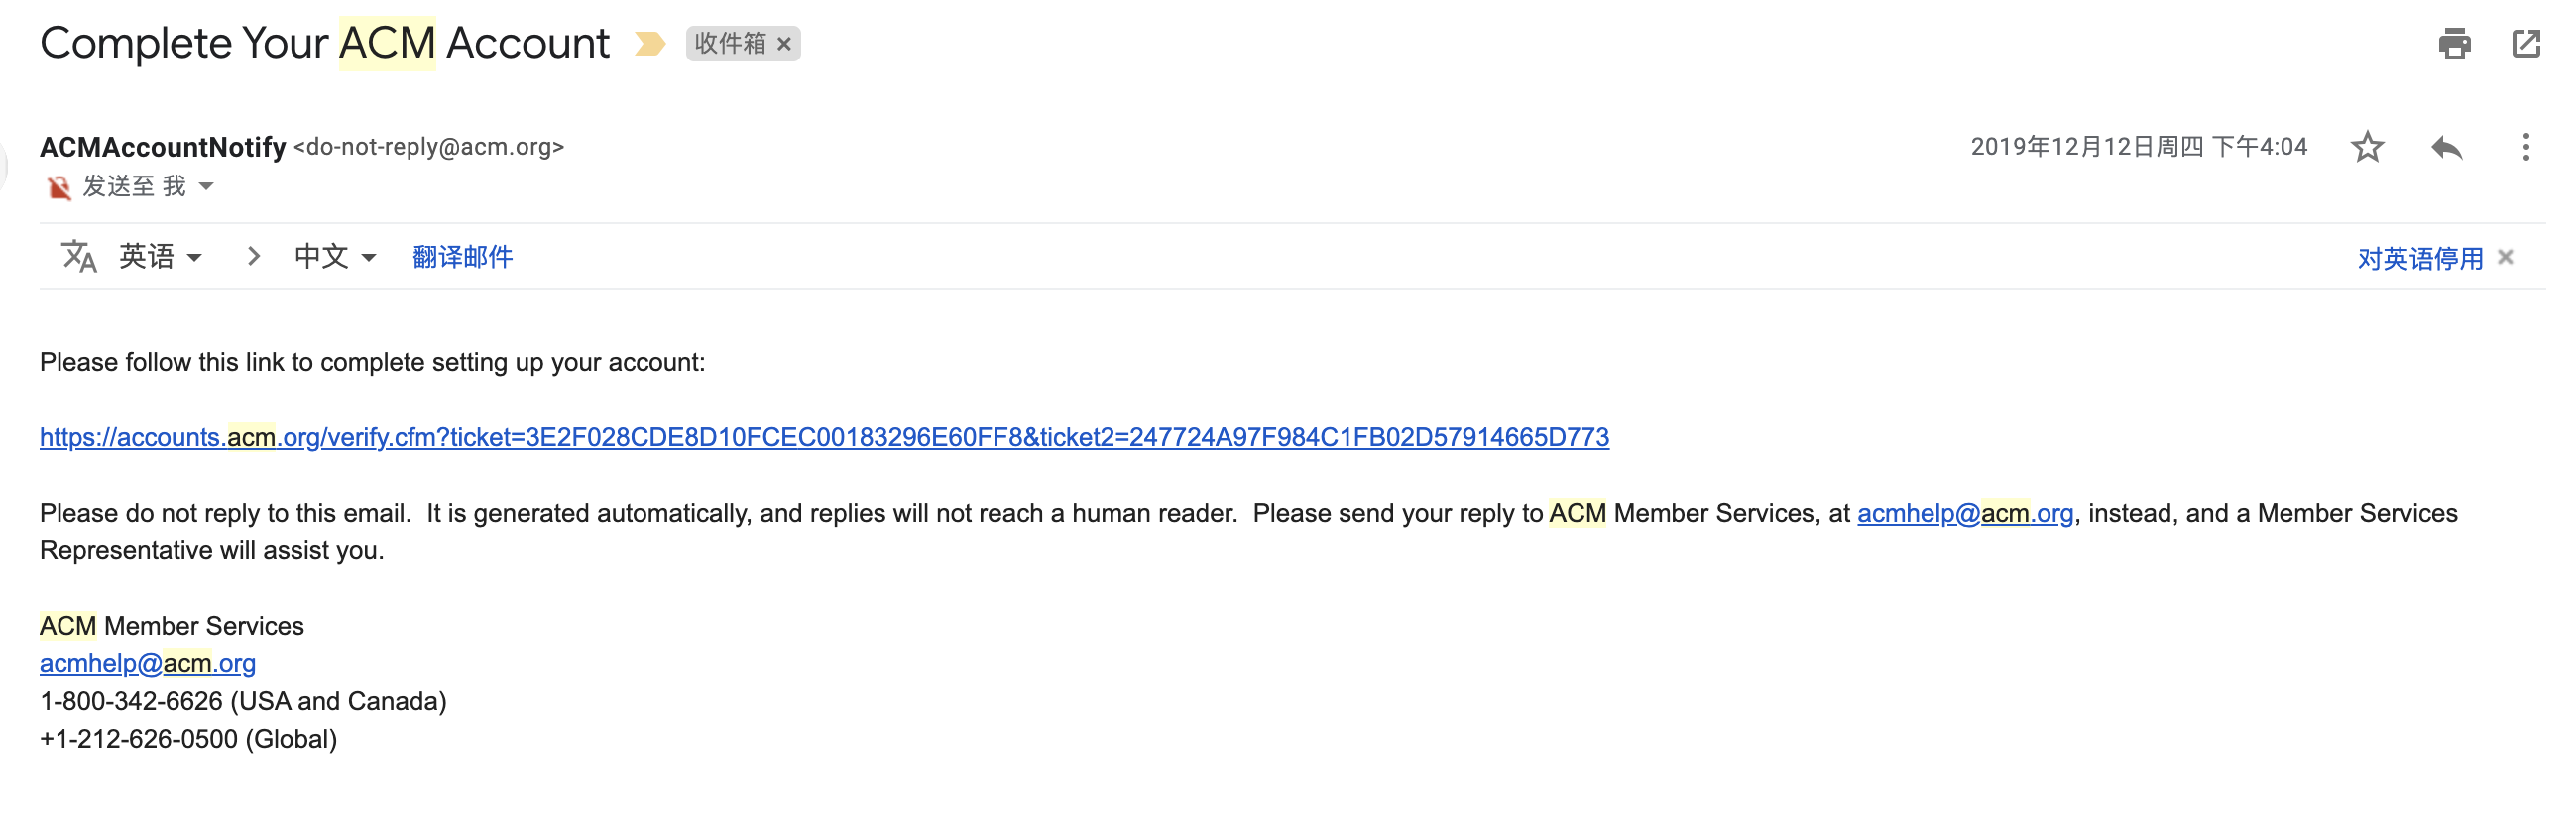 Complete Your ACM Account 收件箱 ×
ACMAccountNotify <do-not-reply@acm.org> 2019年12月12日周四 下午4:04
发送至 我
英语 > 中文 翻译邮件 对英语停用 ×
Please follow this link to complete setting up your account:
https://accounts.acm.org/verify.cfm?ticket=3E2F028CDE8D10FCEC00183296E60FF8&ticket2=247724A97F984C1FB02D57914665D773
Please do not reply to this email.  It is generated automatically, and replies will not reach a human reader.  Please send your reply to ACM Member Services, at acmhelp@acm.org, instead, and a Member Services
Representative will assist you.
ACM Member Services
acmhelp@acm.org
1-800-342-6626 (USA and Canada)
+1-212-626-0500 (Global)